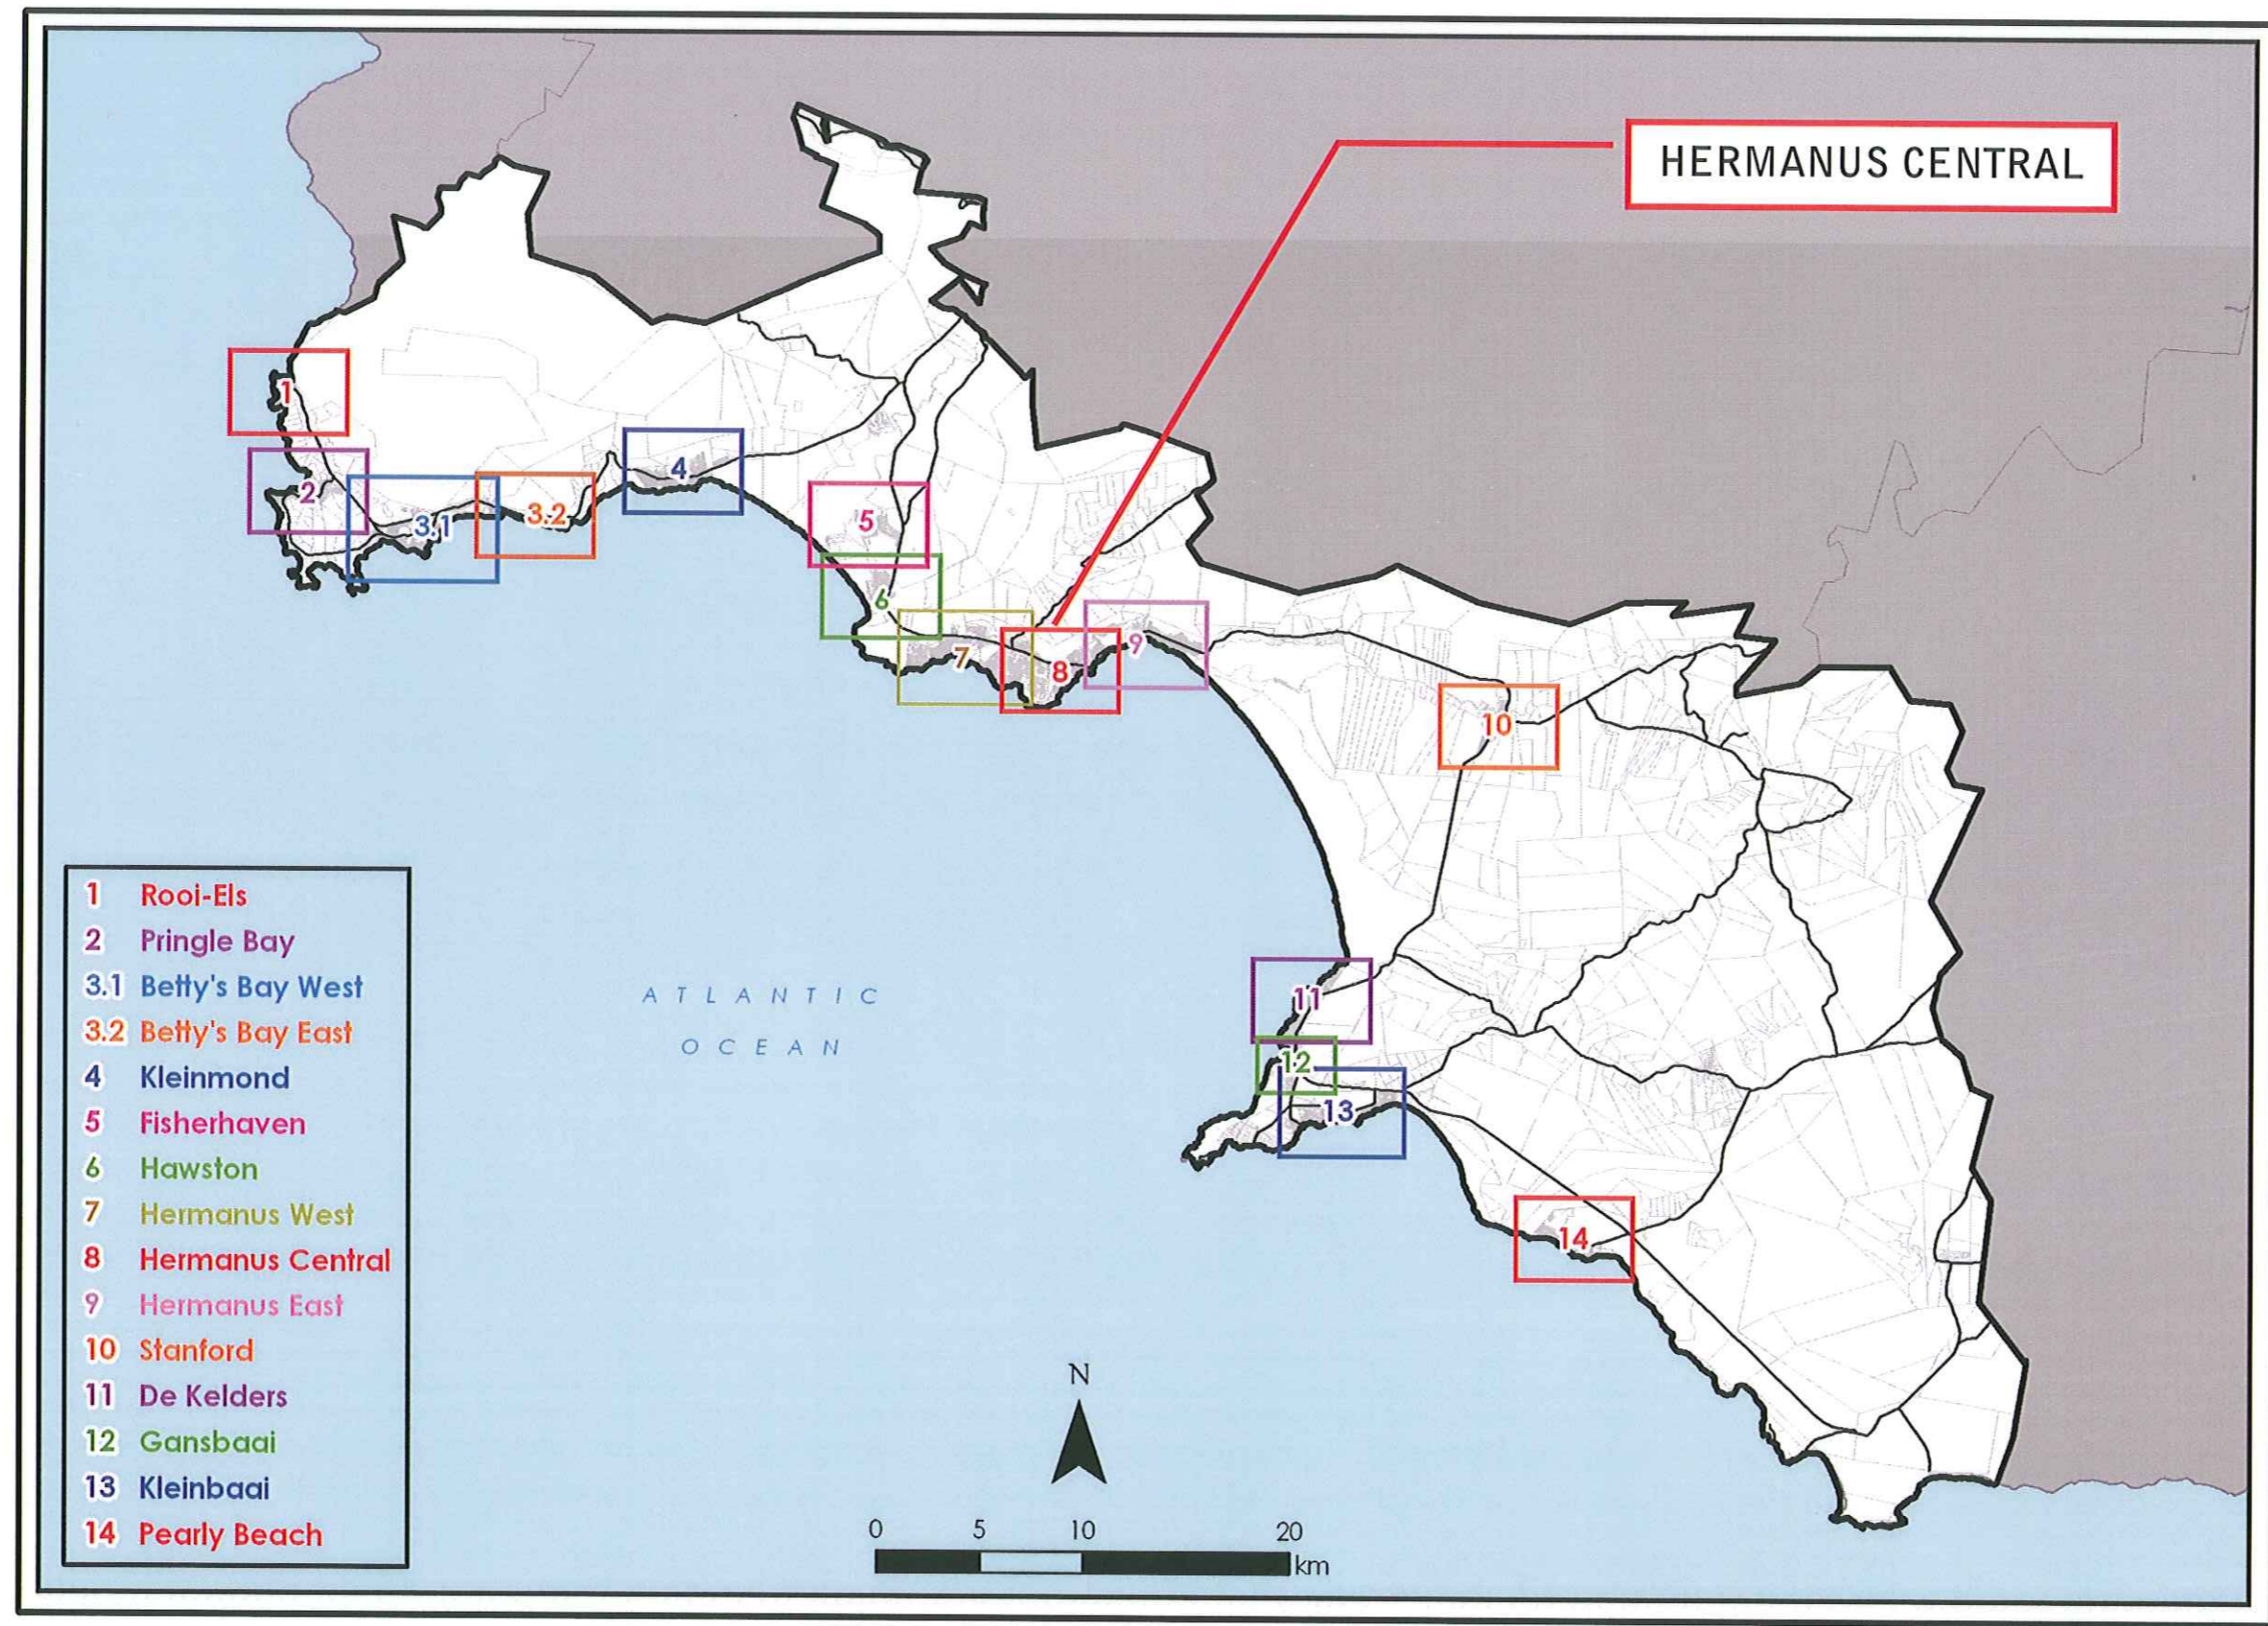 HERMANUS CENTRAL
1
2
3.1
3.2
4
5
6
7
8
9
10
11
12
13
14
ATLANTIC
OCEAN
1 Rooi-Els
2 Pringle Bay
3.1 Betty's Bay West
3.2 Betty's Bay East
4 Kleinmond
5 Fisherhaven
6 Hawston
7 Hermanus West
8 Hermanus Central
9 Hermanus East
10 Stanford
11 De Kelders
12 Gansbaai
13 Kleinbaai
14 Pearly Beach
N
0 5 10 20
km